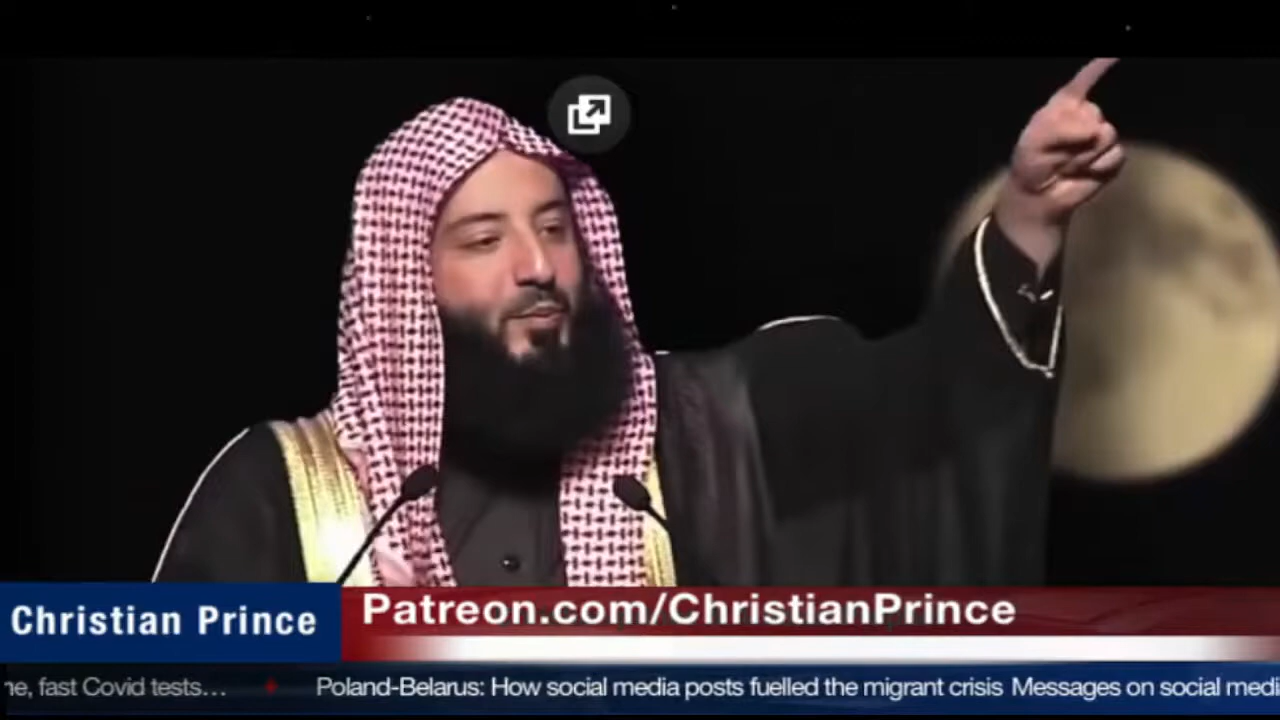 Christian Prince
Patreon.com/ChristianPrince
ne, fast Covid tests… Poland-Belarus: How social media posts fuelled the migrant crisis Messages on social medi